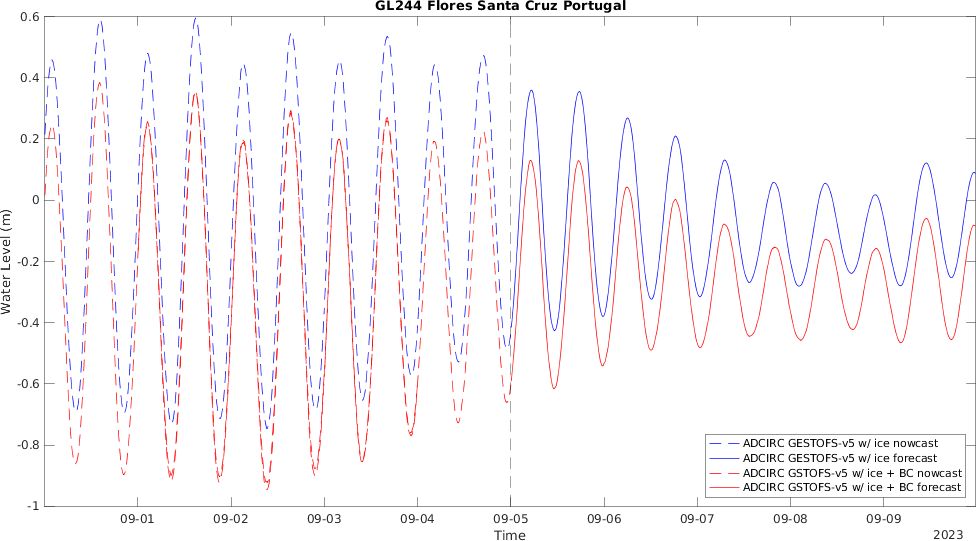 GL244 Flores Santa Cruz Portugal
0.6
0.4
0.2
0
-0.2
-0.4
-0.6
-0.8
-1
Water Level (m)
ADCIRC GESTOFS-v5 w/ ice nowcast
ADCIRC GESTOFS-v5 w/ ice forecast
ADCIRC GSTOFS-v5 w/ ice + BC nowcast
ADCIRC GSTOFS-v5 w/ ice + BC forecast
09-01 09-02 09-03 09-04 09-05 09-06 09-07 09-08 09-09
Time
2023